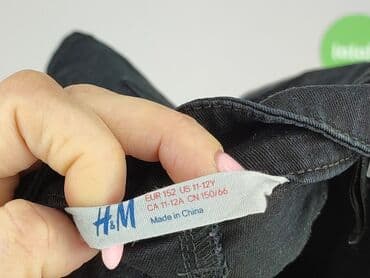 H&M
EUR 152 US 11-12Y
CA 11-12A CN 150/66
Made in China